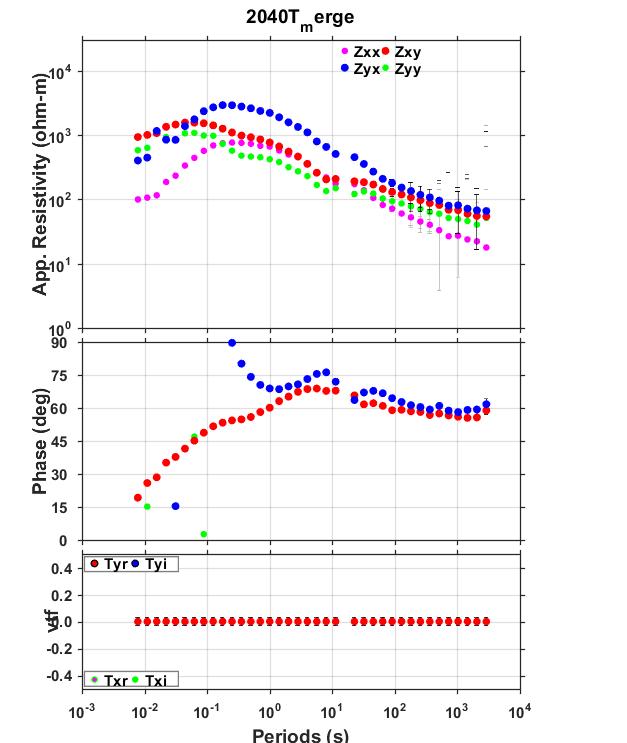 2040T_merge
Zxx Zxy
Zyx Zyy
App. Resistivity (ohm-m)
10^4
10^3
10^2
10^1
10^0
Phase (deg)
90
75
60
45
30
15
0
Tyr Tyi
vtf
0.4
0.2
0.0
-0.2
-0.4
Txr Txi
10^-3 10^-2 10^-1 10^0 10^1 10^2 10^3 10^4
Periods (s)